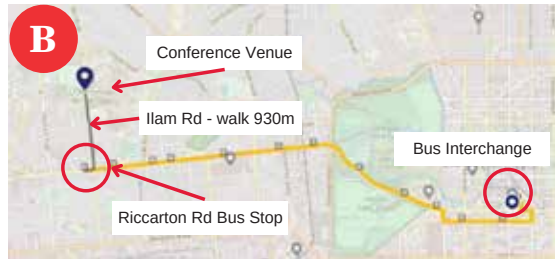 B
Conference Venue
Ilam Rd - walk 930m
Bus Interchange
Riccarton Rd Bus Stop